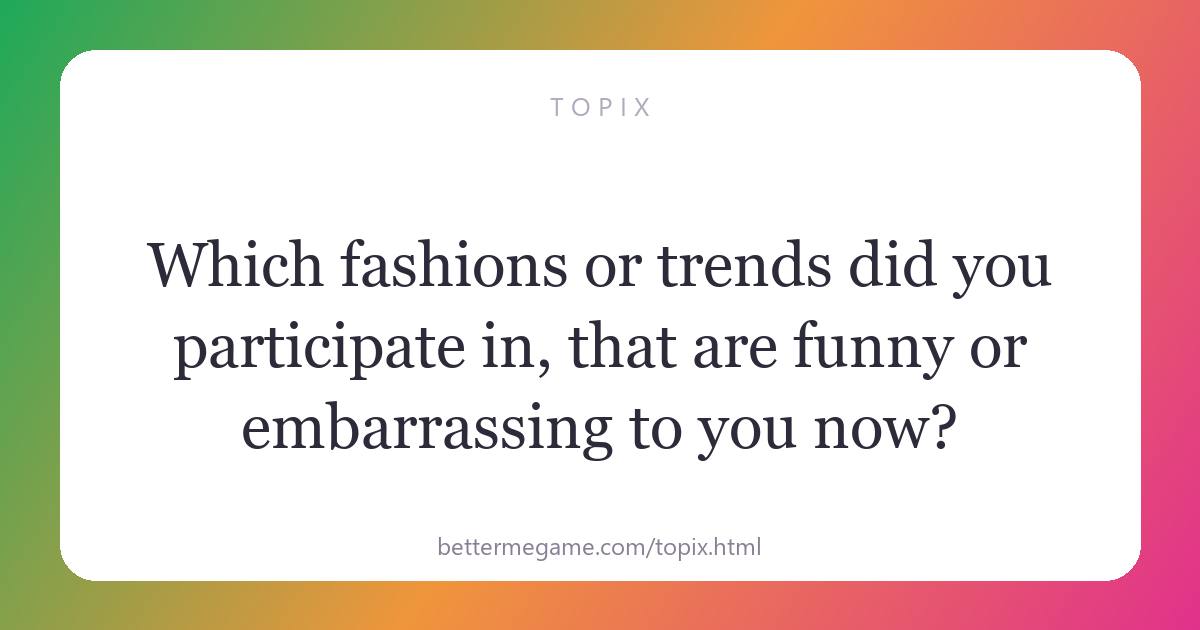 TOPIX
Which fashions or trends did you
participate in, that are funny or
embarrassing to you now?
bettermegame.com/topix.html